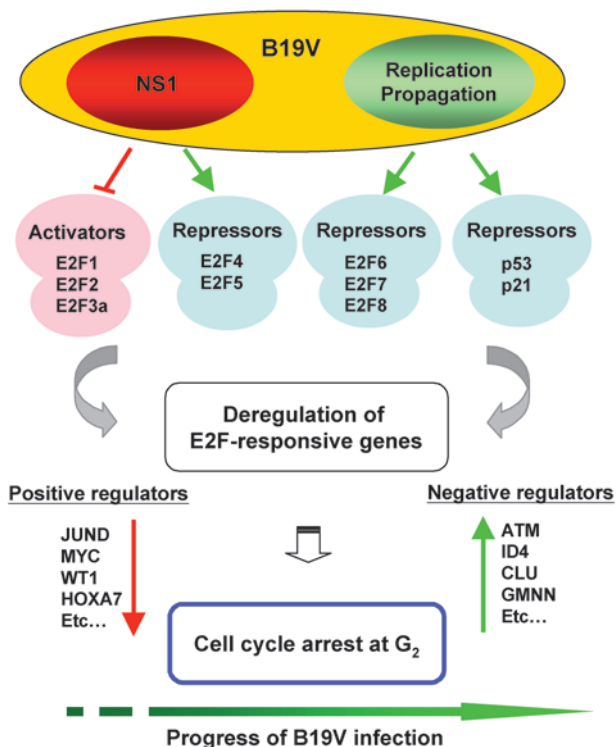 B19V
NS1
Replication
Propagation
Activators
E2F1
E2F2
E2F3a
Repressors
E2F4
E2F5
Repressors
E2F6
E2F7
E2F8
Repressors
p53
p21
Deregulation of
E2F-responsive genes
Positive regulators
JUND
MYC
WT1
HOXA7
Etc...
Negative regulators
ATM
ID4
CLU
GMNN
Etc...
Cell cycle arrest at G₂
Progress of B19V infection